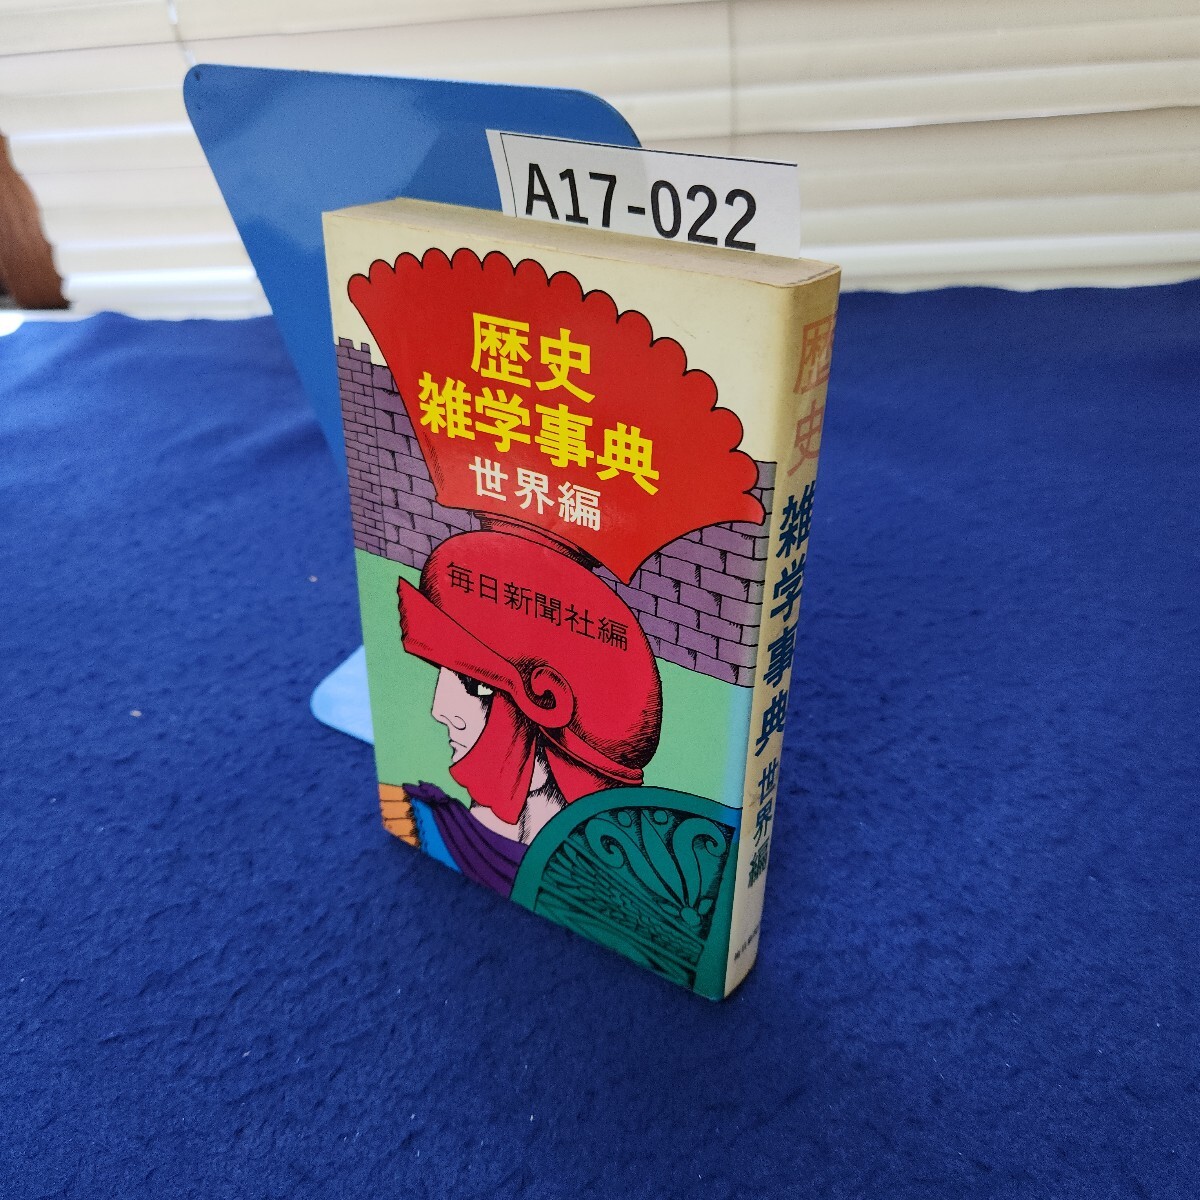 A17-022
歴史
雑学事典
世界編
毎日新聞社編
歴史 雑学事典 世界編